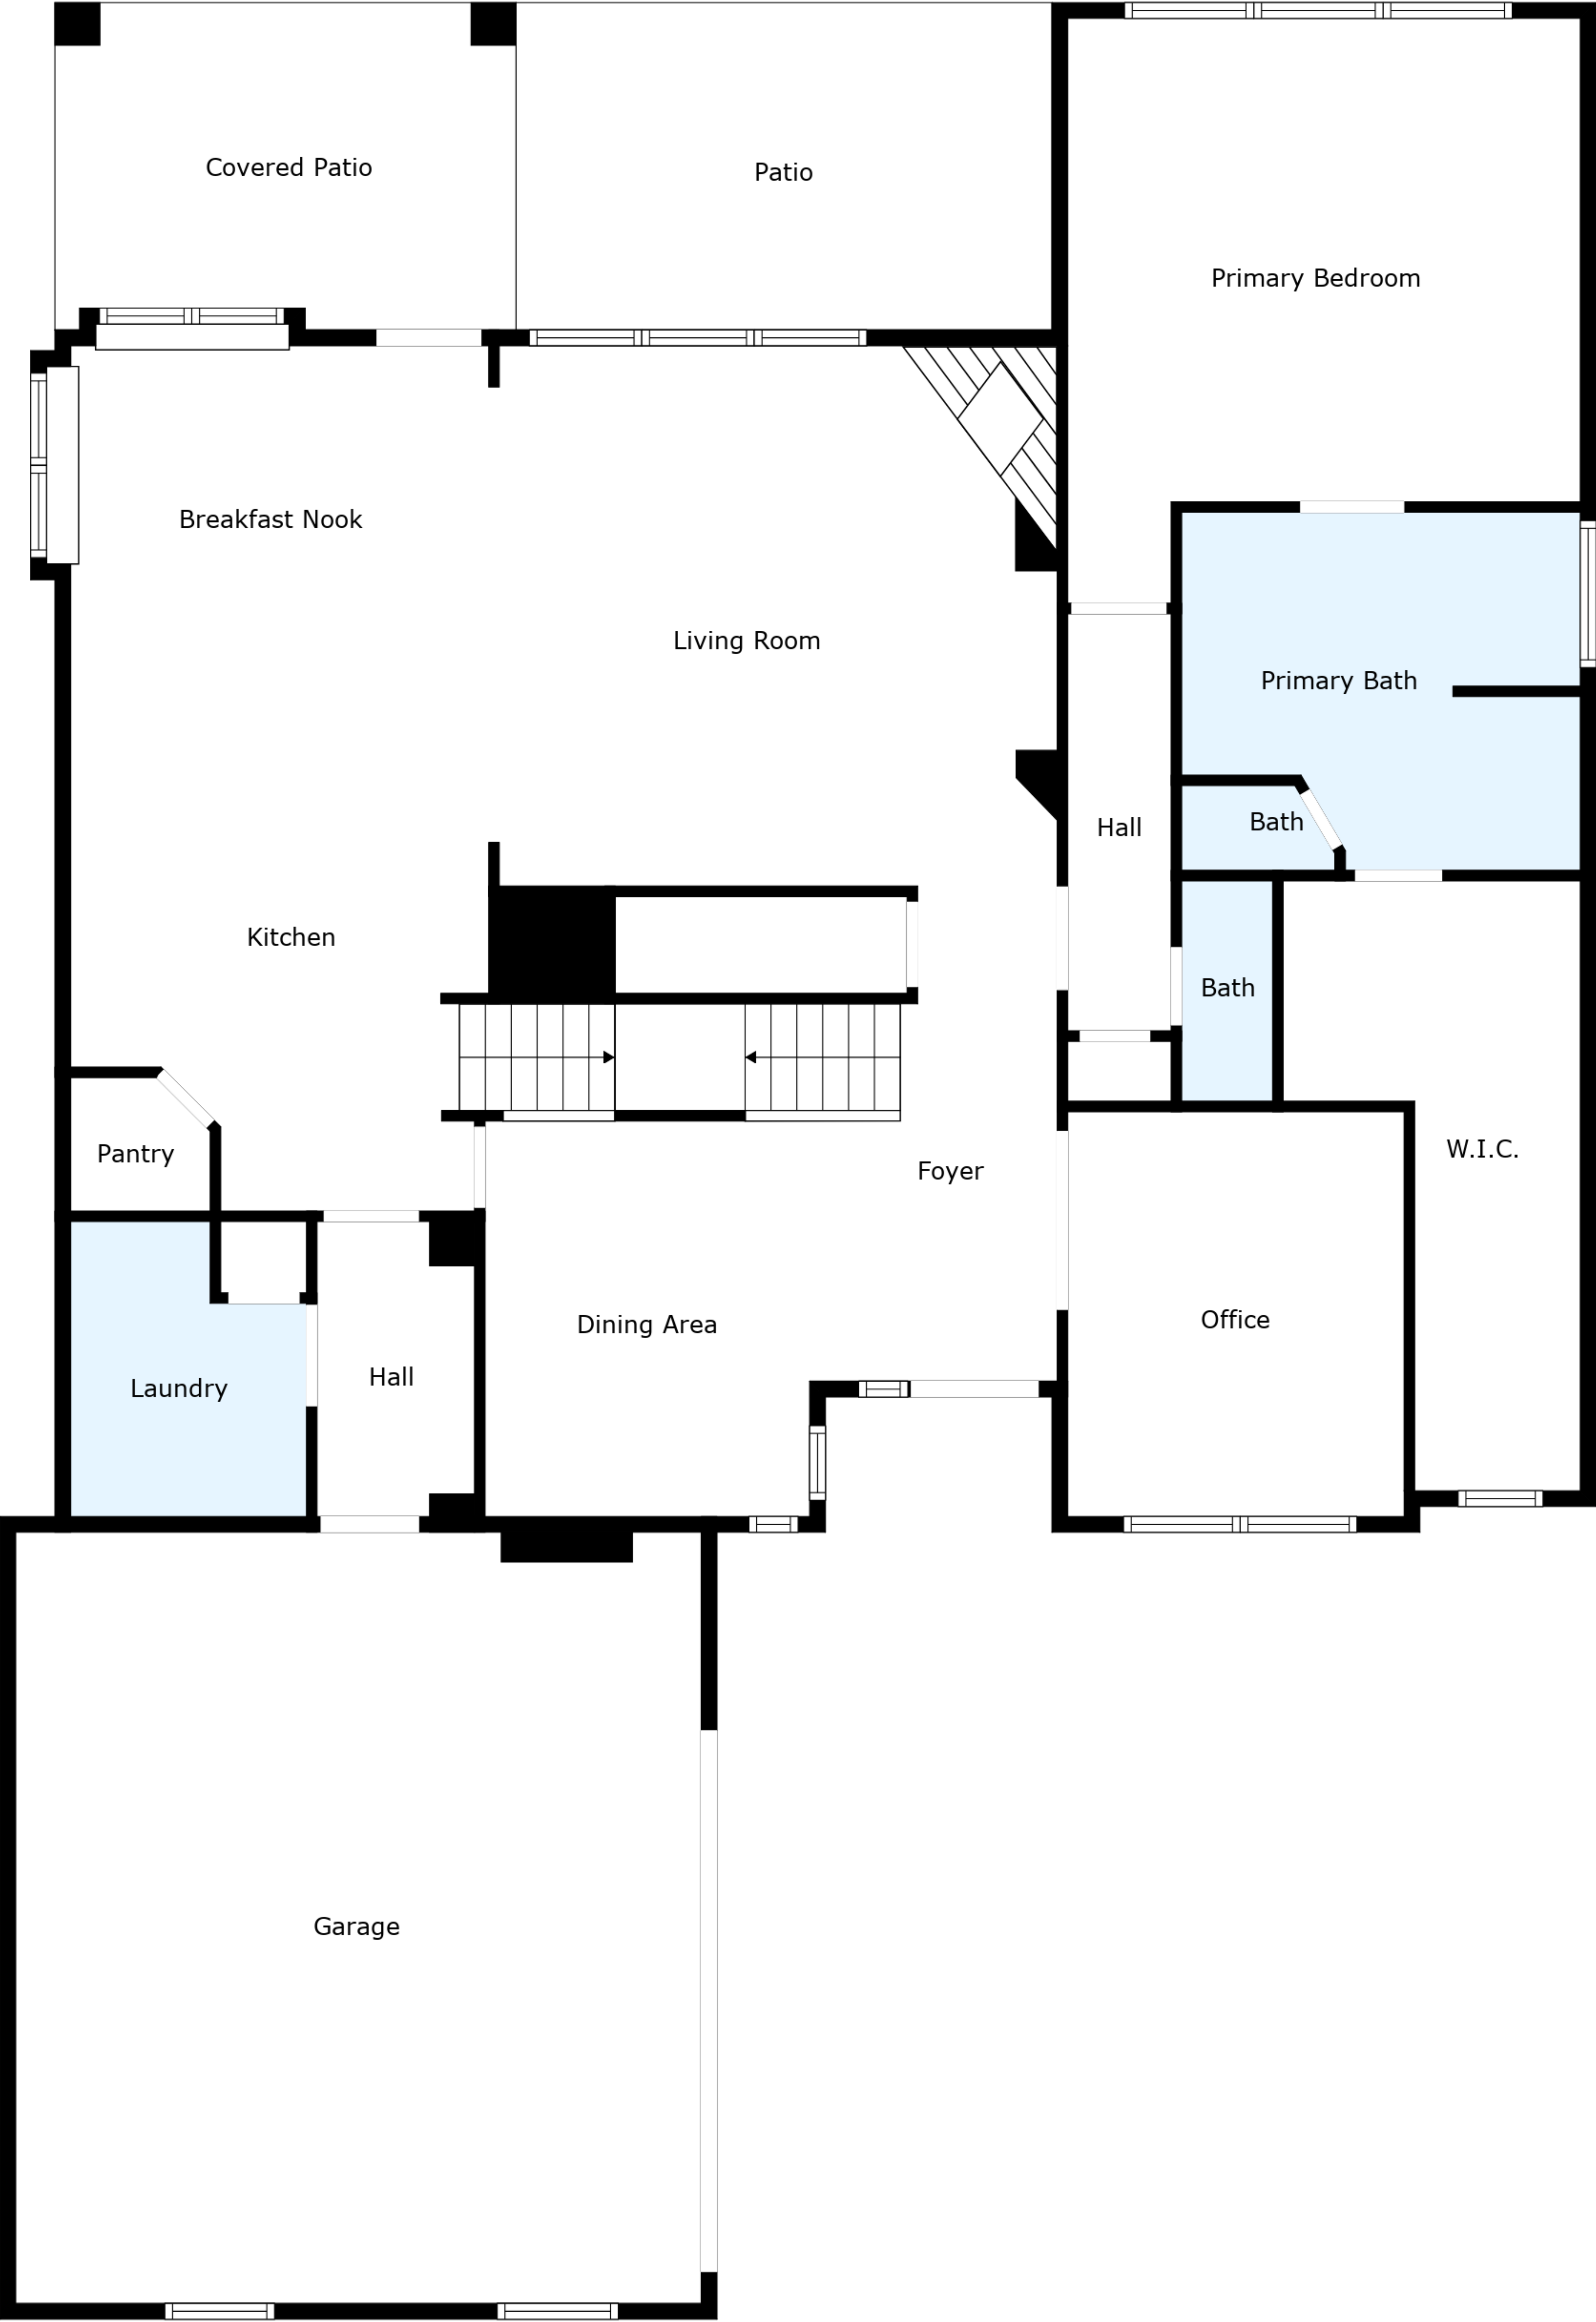 Covered Patio
Patio
Primary Bedroom
Breakfast Nook
Living Room
Primary Bath
Bath
Hall
Kitchen
Bath
W.I.C.
Pantry
Foyer
Office
Dining Area
Hall
Laundry
Garage